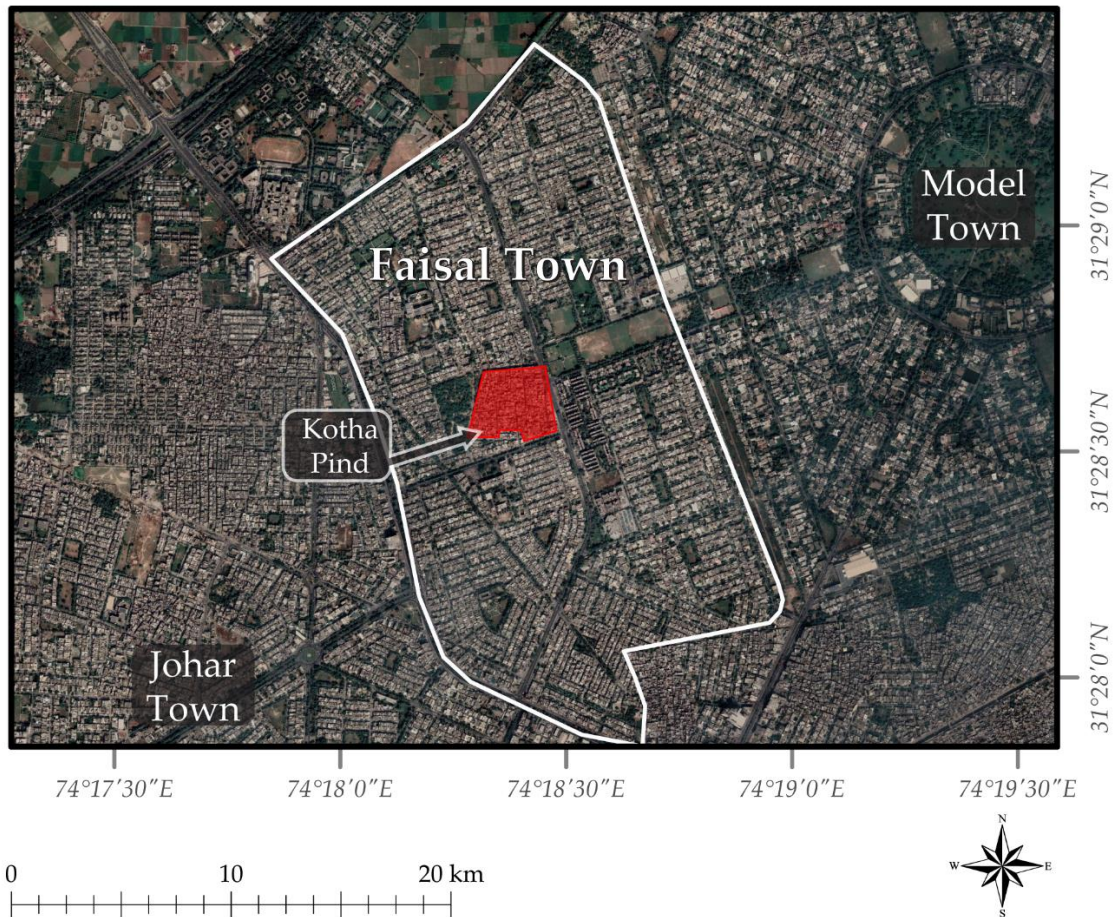 Model
Town
Faisal Town
Kotha
Pind
Johar
Town
31°29'0"N
31°28'30"N
31°28'0"N
74°17'30"E
74°18'0"E
74°18'30"E
74°19'0"E
74°19'30"E
0
10
20 km
N
W
E
S